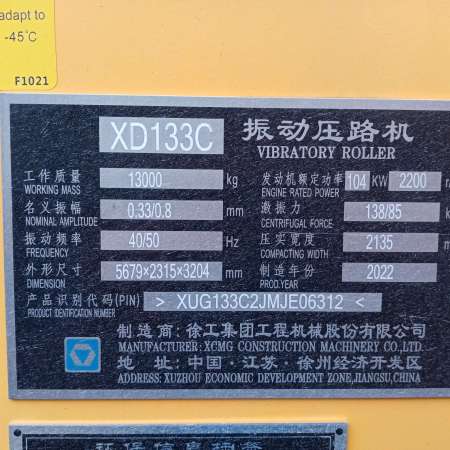 adapt to
-45℃
F1021
XD133C 振动压路机
VIBRATORY ROLLER
工作质量 13000 kg 发动机额定功率 104 KW 2200 r
WORKING MASS ENGINE RATED POWER
名义振幅 0.33/0.8 mm 激振力 138/85 k
NOMINAL AMPLITUDE CENTRIFUGAL FORCE
振动频率 40/50 Hz 压实宽度 2135 m
FREQUENCY COMPACTING WIDTH
外形尺寸 5679×2315×3204 mm 制造年份 2022
DIMENSION PROD.YEAR
产品识别代码(PIN) > XUG133C2JMJE06312 <
PRODUCT IDENTIFICATION NUMBER
制造商: 徐工集团工程机械股份有限公司
MANUFACTURER: XCMG CONSTRUCTION MACHINERY CO.,LTD.
地 址: 中国·江苏·徐州经济开发区
ADDRESS: XUZHOU ECONOMIC DEVELOPMENT ZONE,JIANGSU,CHINA
环保信息标签